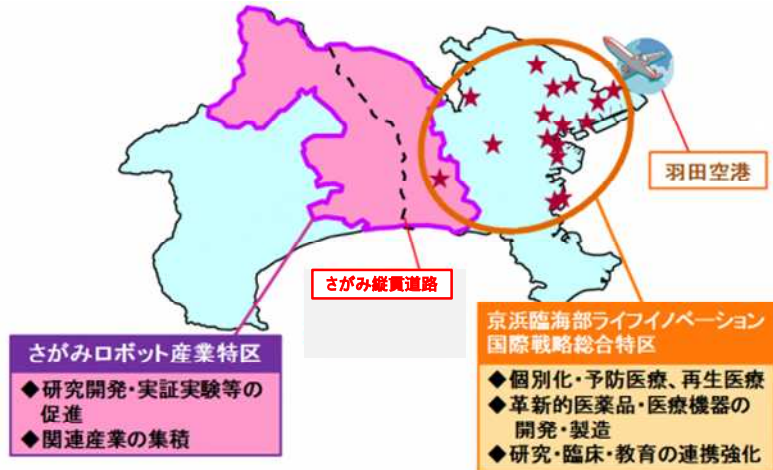 羽田空港
さがみ縦貫道路
さがみロボット産業特区
◆研究開発・実証実験等の
促進
◆関連産業の集積
京浜臨海部ライフイノベーション
国際戦略総合特区
◆個別化・予防医療、再生医療
◆革新的医薬品・医療機器の
開発・製造
◆研究・臨床・教育の連携強化